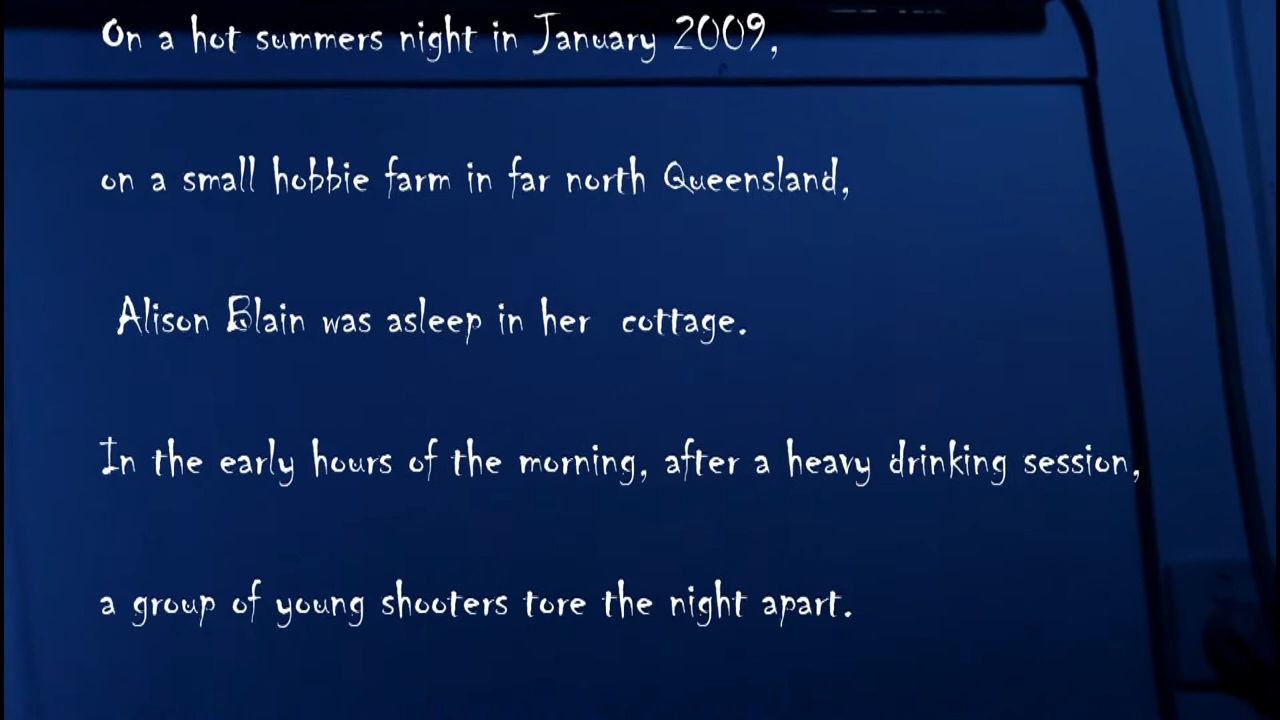 On a hot summers night in January 2009,
on a small hobbie farm in far north Queensland,
Alison Blain was asleep in her cottage.
In the early hours of the morning, after a heavy drinking session,
a group of young shooters tore the night apart.